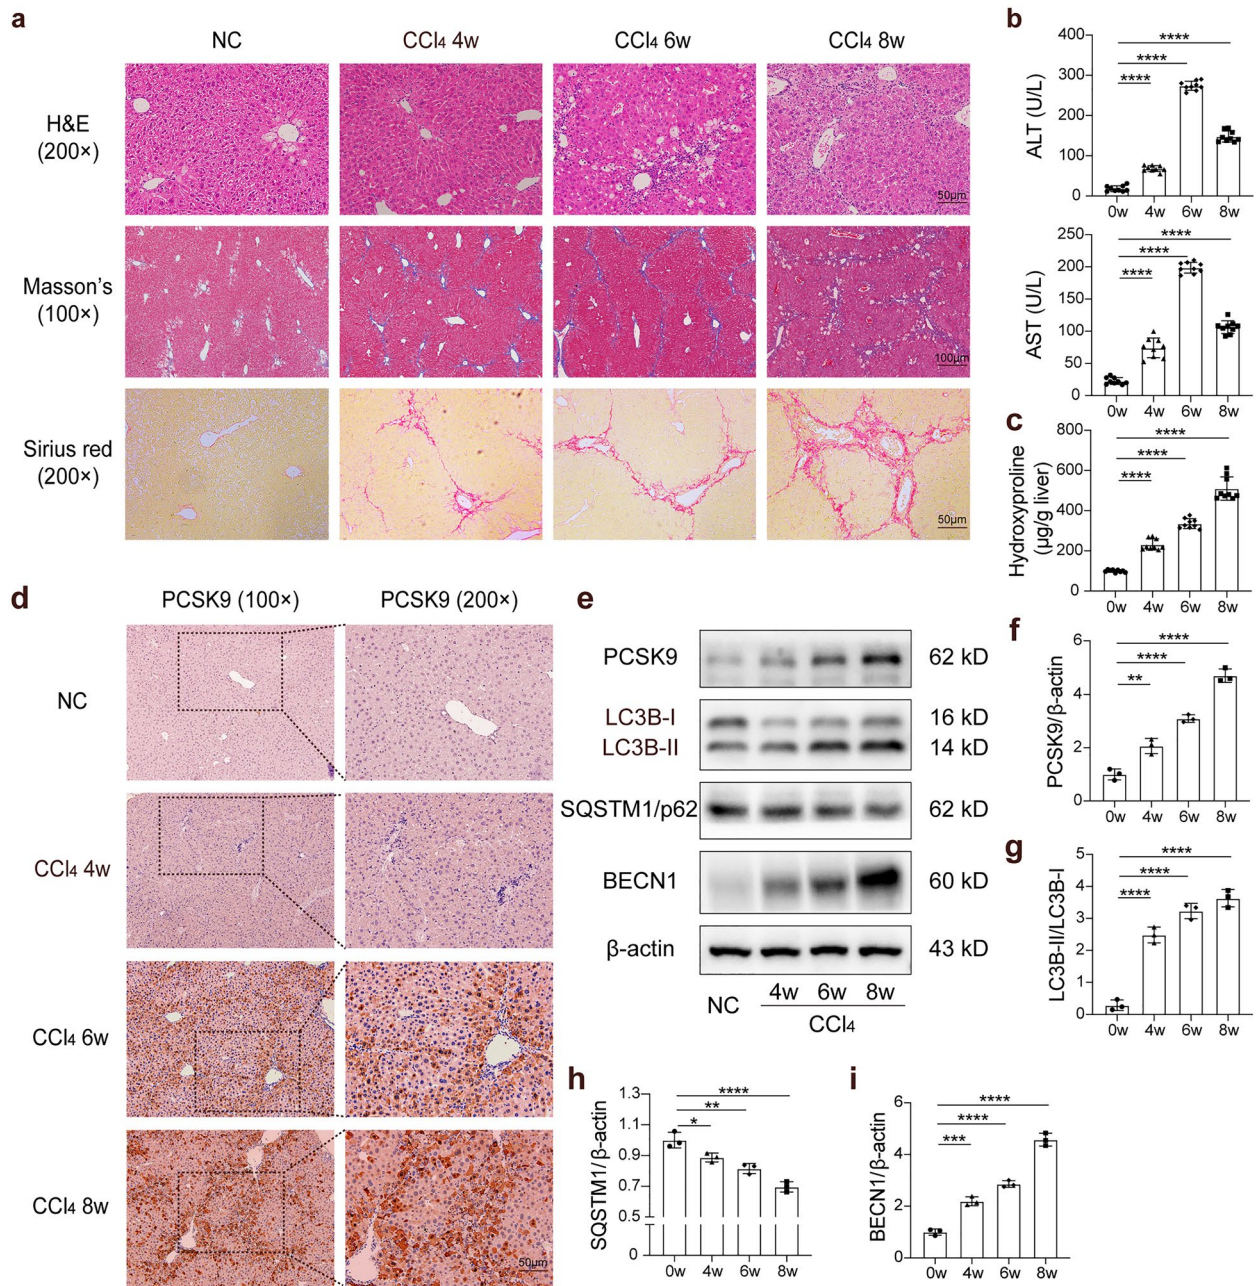 a
NC
CCl₄ 4w
CCl₄ 6w
CCl₄ 8w
H&E
(200×)
50μm
Masson's
(100×)
100μm
Sirius red
(200×)
50μm
b
ALT (U/L)
400
300
200
100
0
****
****
****
0w 4w 6w 8w
AST (U/L)
250
200
150
100
50
0
****
****
****
0w 4w 6w 8w
c
Hydroxyproline
(μg/g liver)
800
600
400
200
0
****
****
****
0w 4w 6w 8w
d
PCSK9 (100×)
PCSK9 (200×)
NC
CCl₄ 4w
CCl₄ 6w
CCl₄ 8w
50μm
e
PCSK9 62 kD
LC3B-I 16 kD
LC3B-II 14 kD
SQSTM1/p62 62 kD
BECN1 60 kD
β-actin 43 kD
NC 4w 6w 8w
CCl₄
f
PCSK9/β-actin
6
4
2
0
****
****
**
0w 4w 6w 8w
g
LC3B-II/LC3B-I
5
4
3
2
1
0
****
****
****
0w 4w 6w 8w
h
SQSTM1/β-actin
1.3
1.1
0.9
0.7
0.5
0
****
**
*
0w 4w 6w 8w
i
BECN1/β-actin
6
4
2
0
****
****
***
0w 4w 6w 8w